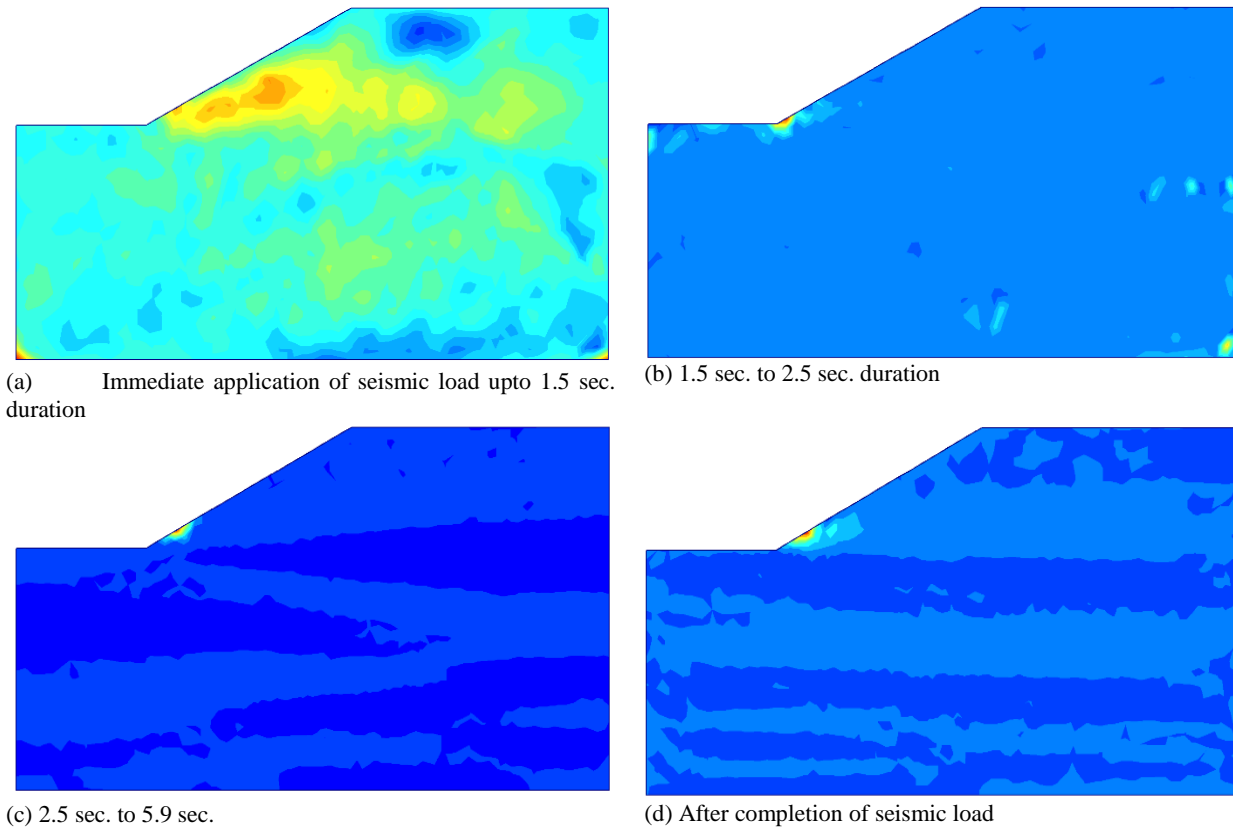 (a) Immediate application of seismic load upto 1.5 sec.
duration
(b) 1.5 sec. to 2.5 sec. duration
(c) 2.5 sec. to 5.9 sec.
(d) After completion of seismic load